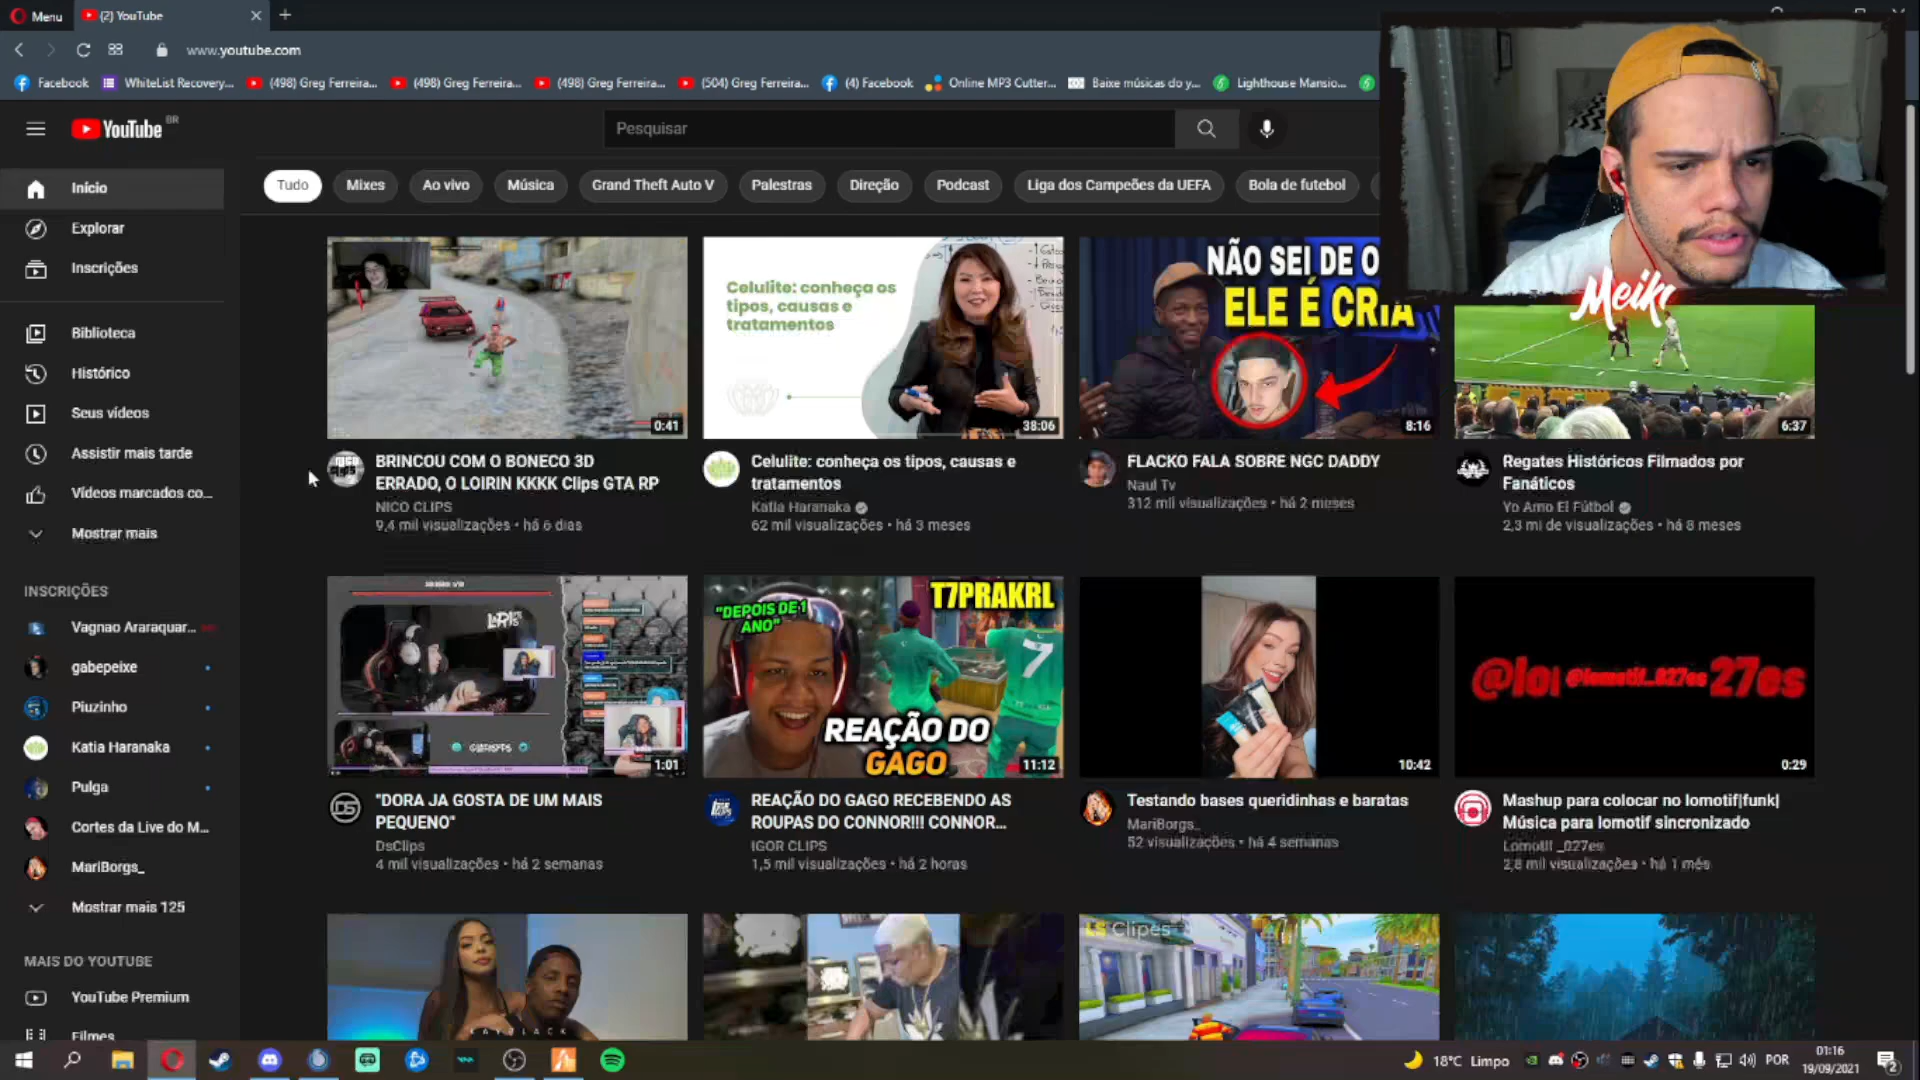 Menu
(2) YouTube
www.youtube.com
Facebook
WhiteList Recovery...
(498) Greg Ferreira...
(498) Greg Ferreira...
(498) Greg Ferreira...
(504) Greg Ferreira...
(4) Facebook
Online MP3 Cutter...
Baixe músicas do y...
Lighthouse Mansio...
YouTube BR
Pesquisar
Tudo
Mixes
Ao vivo
Música
Grand Theft Auto V
Palestras
Direção
Podcast
Liga dos Campeões da UEFA
Bola de futebol
Início
Explorar
Inscrições
Biblioteca
Histórico
Seus vídeos
Assistir mais tarde
Vídeos marcados co...
Mostrar mais
INSCRIÇÕES
Vagnao Araraquar...
gabepeixe
Piuzinho
Katia Haranaka
Pulga
Cortes da Live do M...
MariBorgs_
Mostrar mais 125
MAIS DO YOUTUBE
YouTube Premium
Filmes
0:41
BRINCOU COM O BONECO 3D
ERRADO, O LOIRIN KKKK Clips GTA RP
NICO CLIPS
9,4 mil visualizações • há 6 dias
Celulite: conheça os
tipos, causas e
tratamentos
38:06
Celulite: conheça os tipos, causas e
tratamentos
Katia Haranaka
62 mil visualizações • há 3 meses
NÃO SEI DE O
ELE É CRIA
8:16
FLACKO FALA SOBRE NGC DADDY
Naul Tv
312 mil visualizações • há 2 meses
6:37
Regates Históricos Filmados por
Fanáticos
Yo Amo El Fútbol
2,3 mi de visualizações • há 8 meses
1:01
"DORA JA GOSTA DE UM MAIS
PEQUENO"
DsClips
4 mil visualizações • há 2 semanas
"DEPOIS DE 1
ANO"
T7PRAKRL
7
REAÇÃO DO
GAGO
11:12
REAÇÃO DO GAGO RECEBENDO AS
ROUPAS DO CONNOR!!! CONNOR...
IGOR CLIPS
1,5 mil visualizações • há 2 horas
10:42
Testando bases queridinhas e baratas
MariBorgs_
52 visualizações • há 4 semanas
@lomotif_027es 27es
0:29
Mashup para colocar no lomotif|funk|
Música para lomotif sincronizado
Lomotif _027es
2,8 mil visualizações • há 1 mês
KAYBLACK
LS Clipes
18°C Limpo
POR
01:16
19/09/2021
2